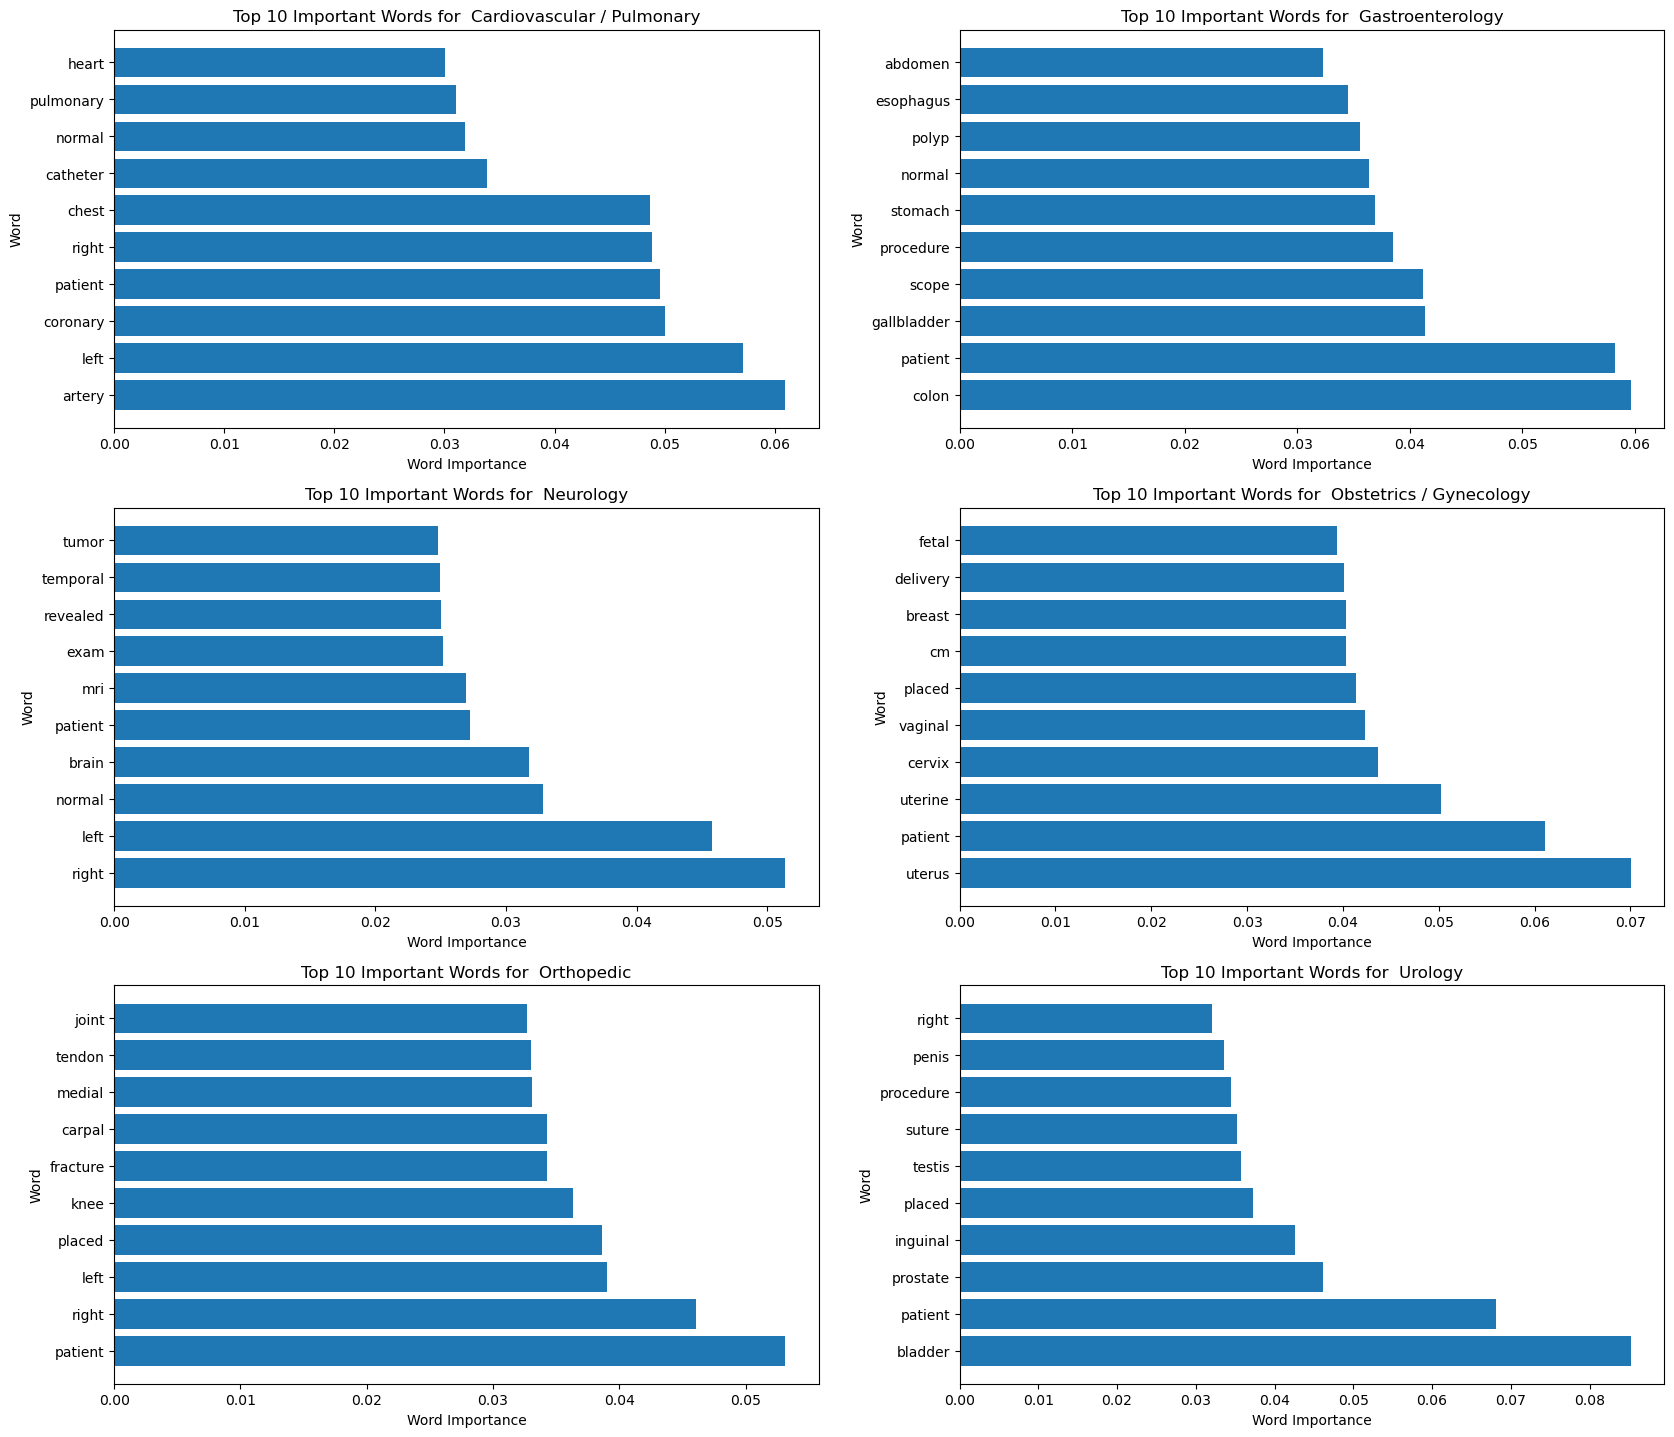 Top 10 Important Words for  Cardiovascular / Pulmonary
heart
pulmonary
normal
catheter
chest
right
patient
coronary
left
artery
Word
0.00 0.01 0.02 0.03 0.04 0.05 0.06
Word Importance
Top 10 Important Words for  Gastroenterology
abdomen
esophagus
polyp
normal
stomach
procedure
scope
gallbladder
patient
colon
Word
0.00 0.01 0.02 0.03 0.04 0.05 0.06
Word Importance
Top 10 Important Words for  Neurology
tumor
temporal
revealed
exam
mri
patient
brain
normal
left
right
Word
0.00 0.01 0.02 0.03 0.04 0.05
Word Importance
Top 10 Important Words for  Obstetrics / Gynecology
fetal
delivery
breast
cm
placed
vaginal
cervix
uterine
patient
uterus
Word
0.00 0.01 0.02 0.03 0.04 0.05 0.06 0.07
Word Importance
Top 10 Important Words for  Orthopedic
joint
tendon
medial
carpal
fracture
knee
placed
left
right
patient
Word
0.00 0.01 0.02 0.03 0.04 0.05
Word Importance
Top 10 Important Words for  Urology
right
penis
procedure
suture
testis
placed
inguinal
prostate
patient
bladder
Word
0.00 0.01 0.02 0.03 0.04 0.05 0.06 0.07 0.08
Word Importance